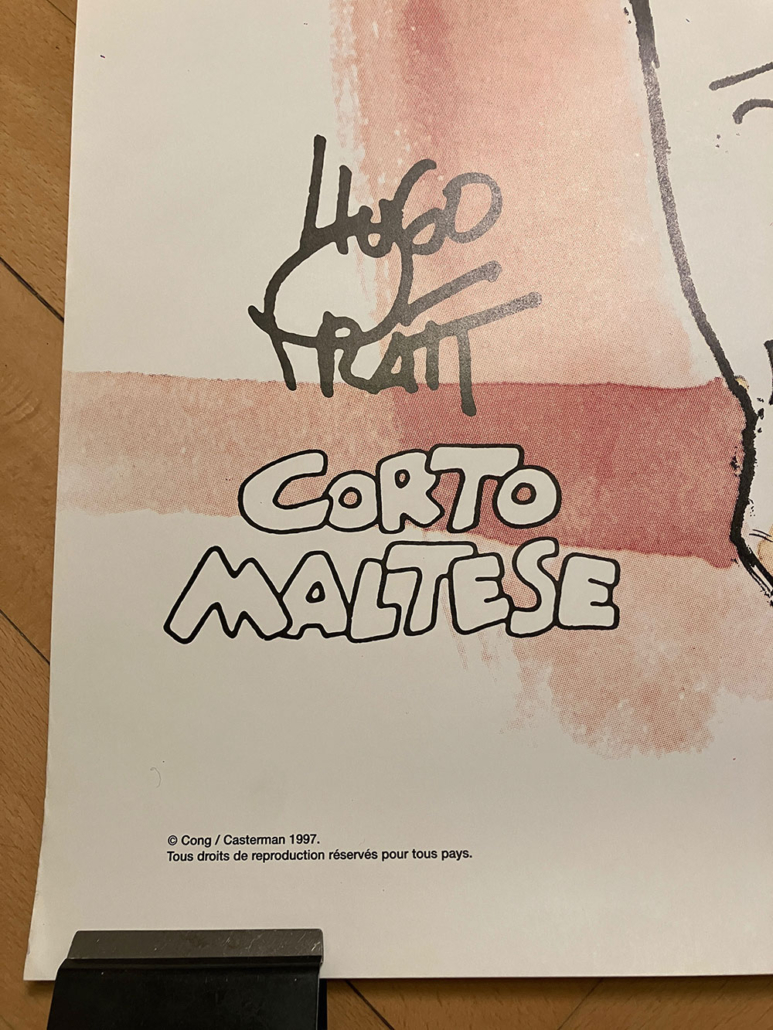 HUGO
PRATT
CORTO
MALTESE
© Cong / Casterman 1997.
Tous droits de reproduction réservés pour tous pays.